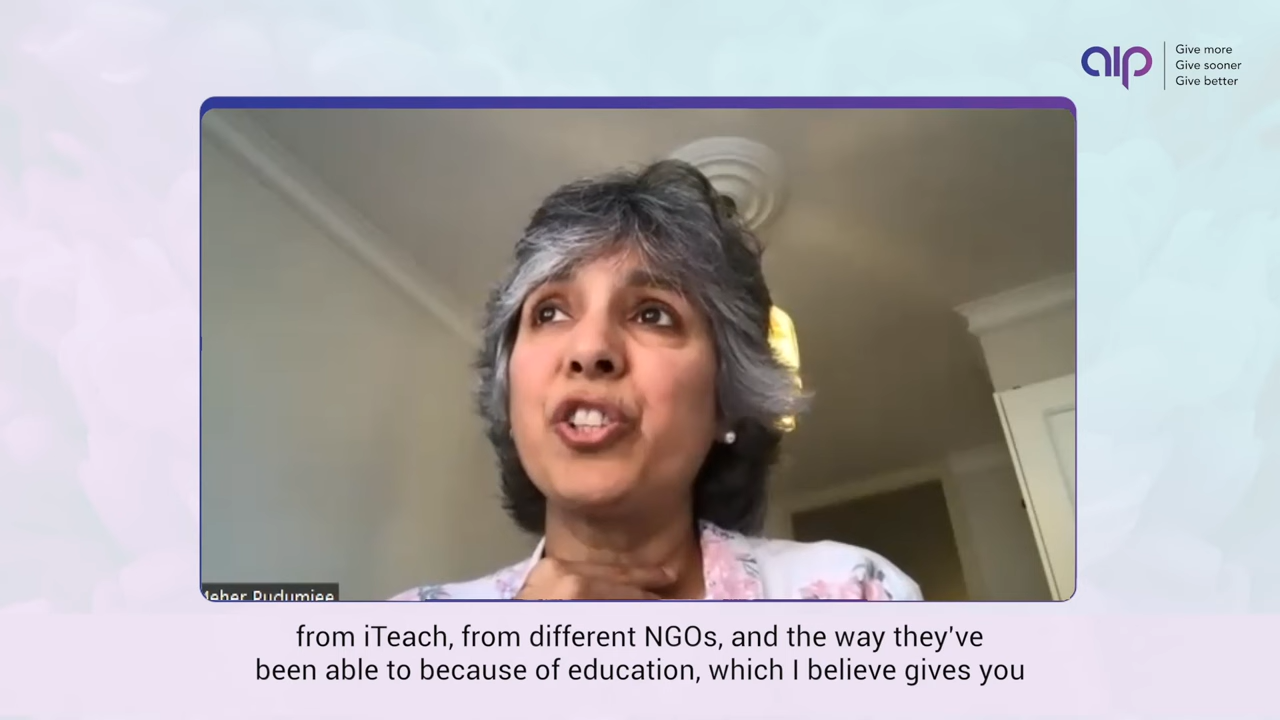 aip
Give more
Give sooner
Give better
Meher Pudumjee
from iTeach, from different NGOs, and the way they've
been able to because of education, which I believe gives you